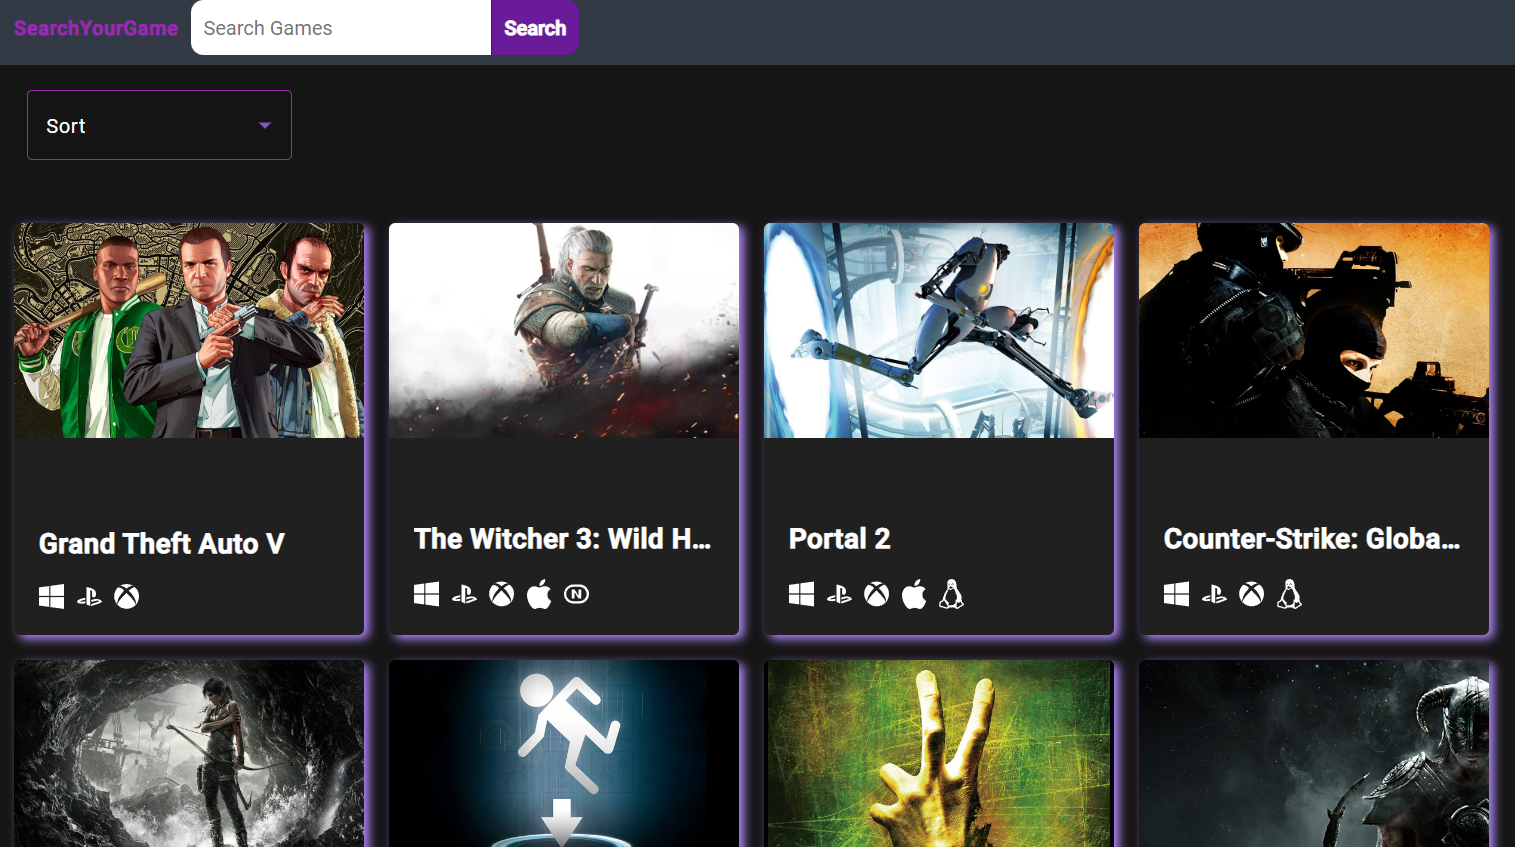 SearchYourGame
Search Games
Search
Sort
Grand Theft Auto V
The Witcher 3: Wild H...
Portal 2
Counter-Strike: Globa...